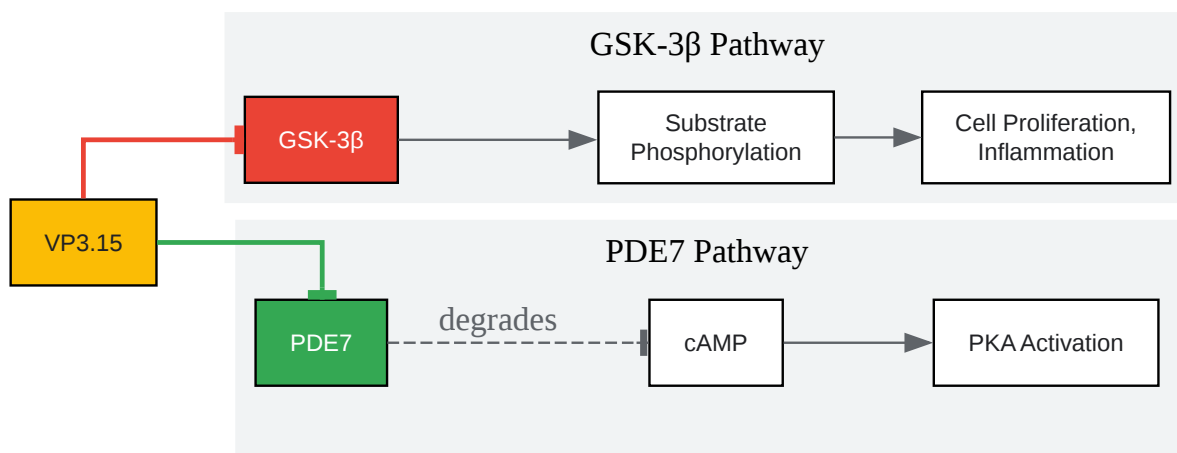 GSK-3β Pathway
GSK-3β
Substrate
Phosphorylation
Cell Proliferation,
Inflammation
VP3.15
PDE7 Pathway
PDE7
degrades
cAMP
PKA Activation